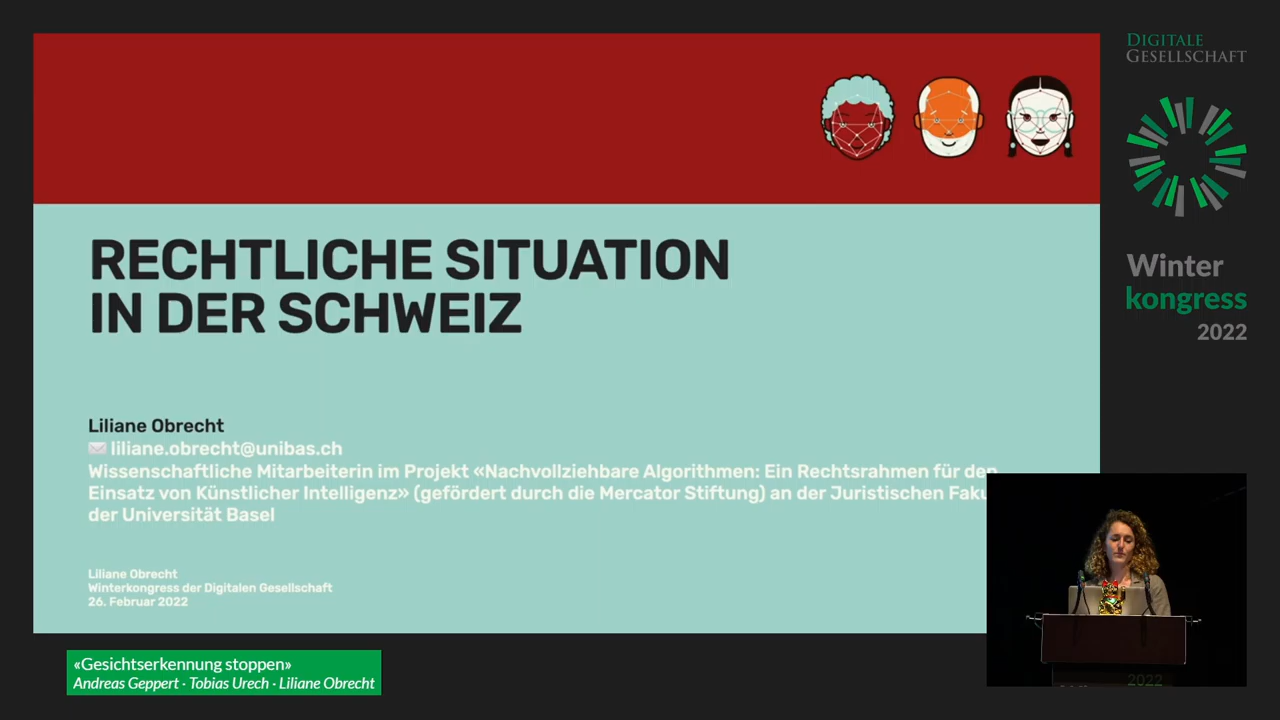 DIGITALE
GESELLSCHAFT
Winter
kongress
2022
RECHTLICHE SITUATION
IN DER SCHWEIZ
Liliane Obrecht
liliane.obrecht@unibas.ch
Wissenschaftliche Mitarbeiterin im Projekt «Nachvollziehbare Algorithmen: Ein Rechtsrahmen für den
Einsatz von Künstlicher Intelligenz» (gefördert durch die Mercator Stiftung) an der Juristischen Faku
der Universität Basel
Liliane Obrecht
Winterkongress der Digitalen Gesellschaft
26. Februar 2022
2022
«Gesichtserkennung stoppen»
Andreas Geppert · Tobias Urech · Liliane Obrecht